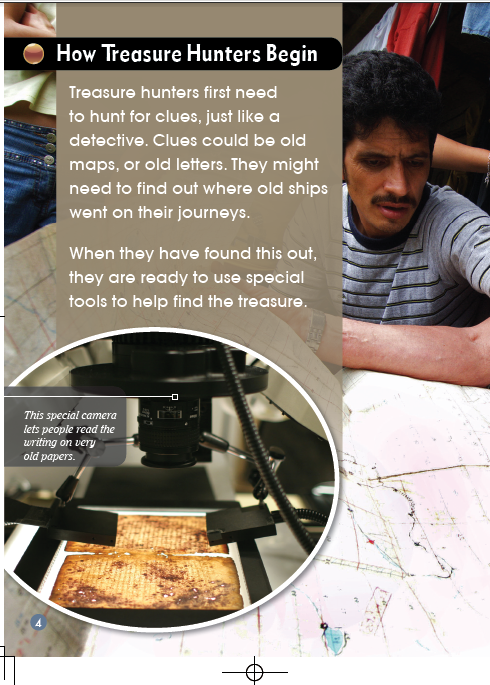 How Treasure Hunters Begin
Treasure hunters first need
to hunt for clues, just like a
detective. Clues could be old
maps, or old letters. They might
need to find out where old ships
went on their journeys.
When they have found this out,
they are ready to use special
tools to help find the treasure.
This special camera
lets people read the
writing on very
old papers.
4